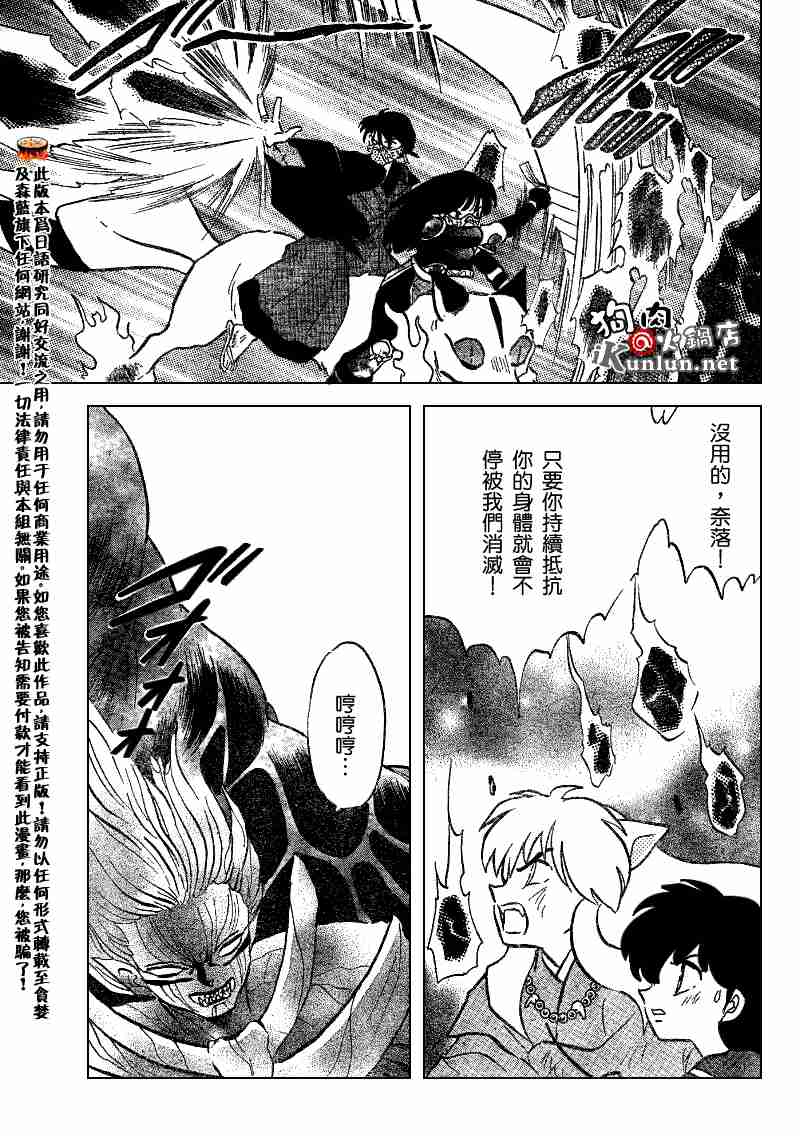 狗肉火鍋店
iKunlun.net
沒用的，奈落！
只要你持續抵抗
你的身體就會不
停被我們消滅！
哼哼哼…
此版本爲日語研究同好交流之用，請勿用于任何商業用途。如您喜歡此作品，請支持正版！請勿以任何形式轉載至貪婪
及森藍旗下任何網站，謝謝！一切法律責任與本組無關。如果您被告知需要付款才能看到此漫畫，那麼，您被騙了！